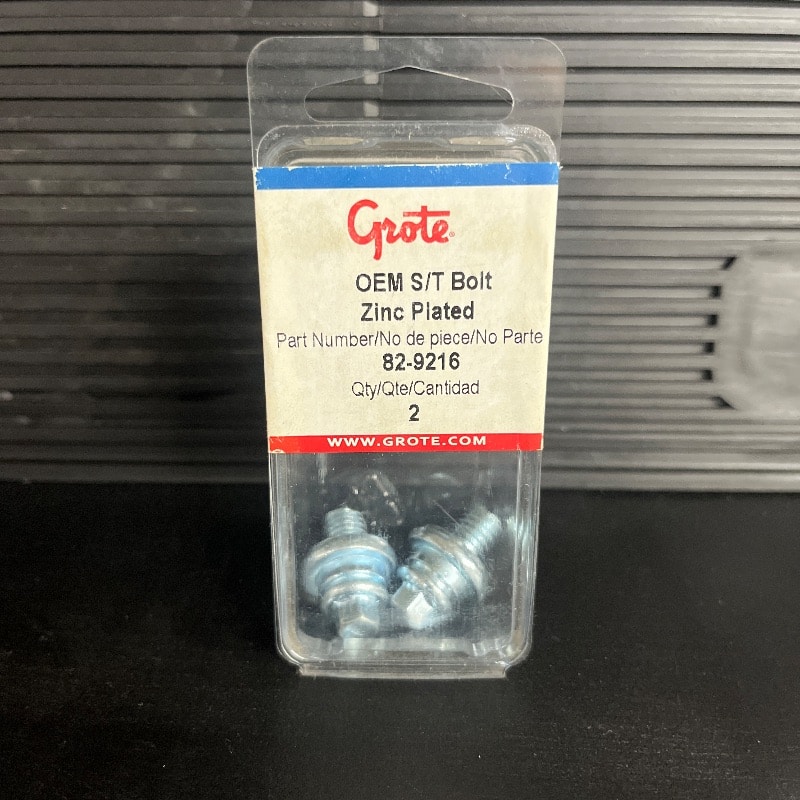 Grote®
OEM S/T Bolt
Zinc Plated
Part Number/No de piece/No Parte
82-9216
Qty/Qte/Cantidad
2
WWW.GROTE.COM